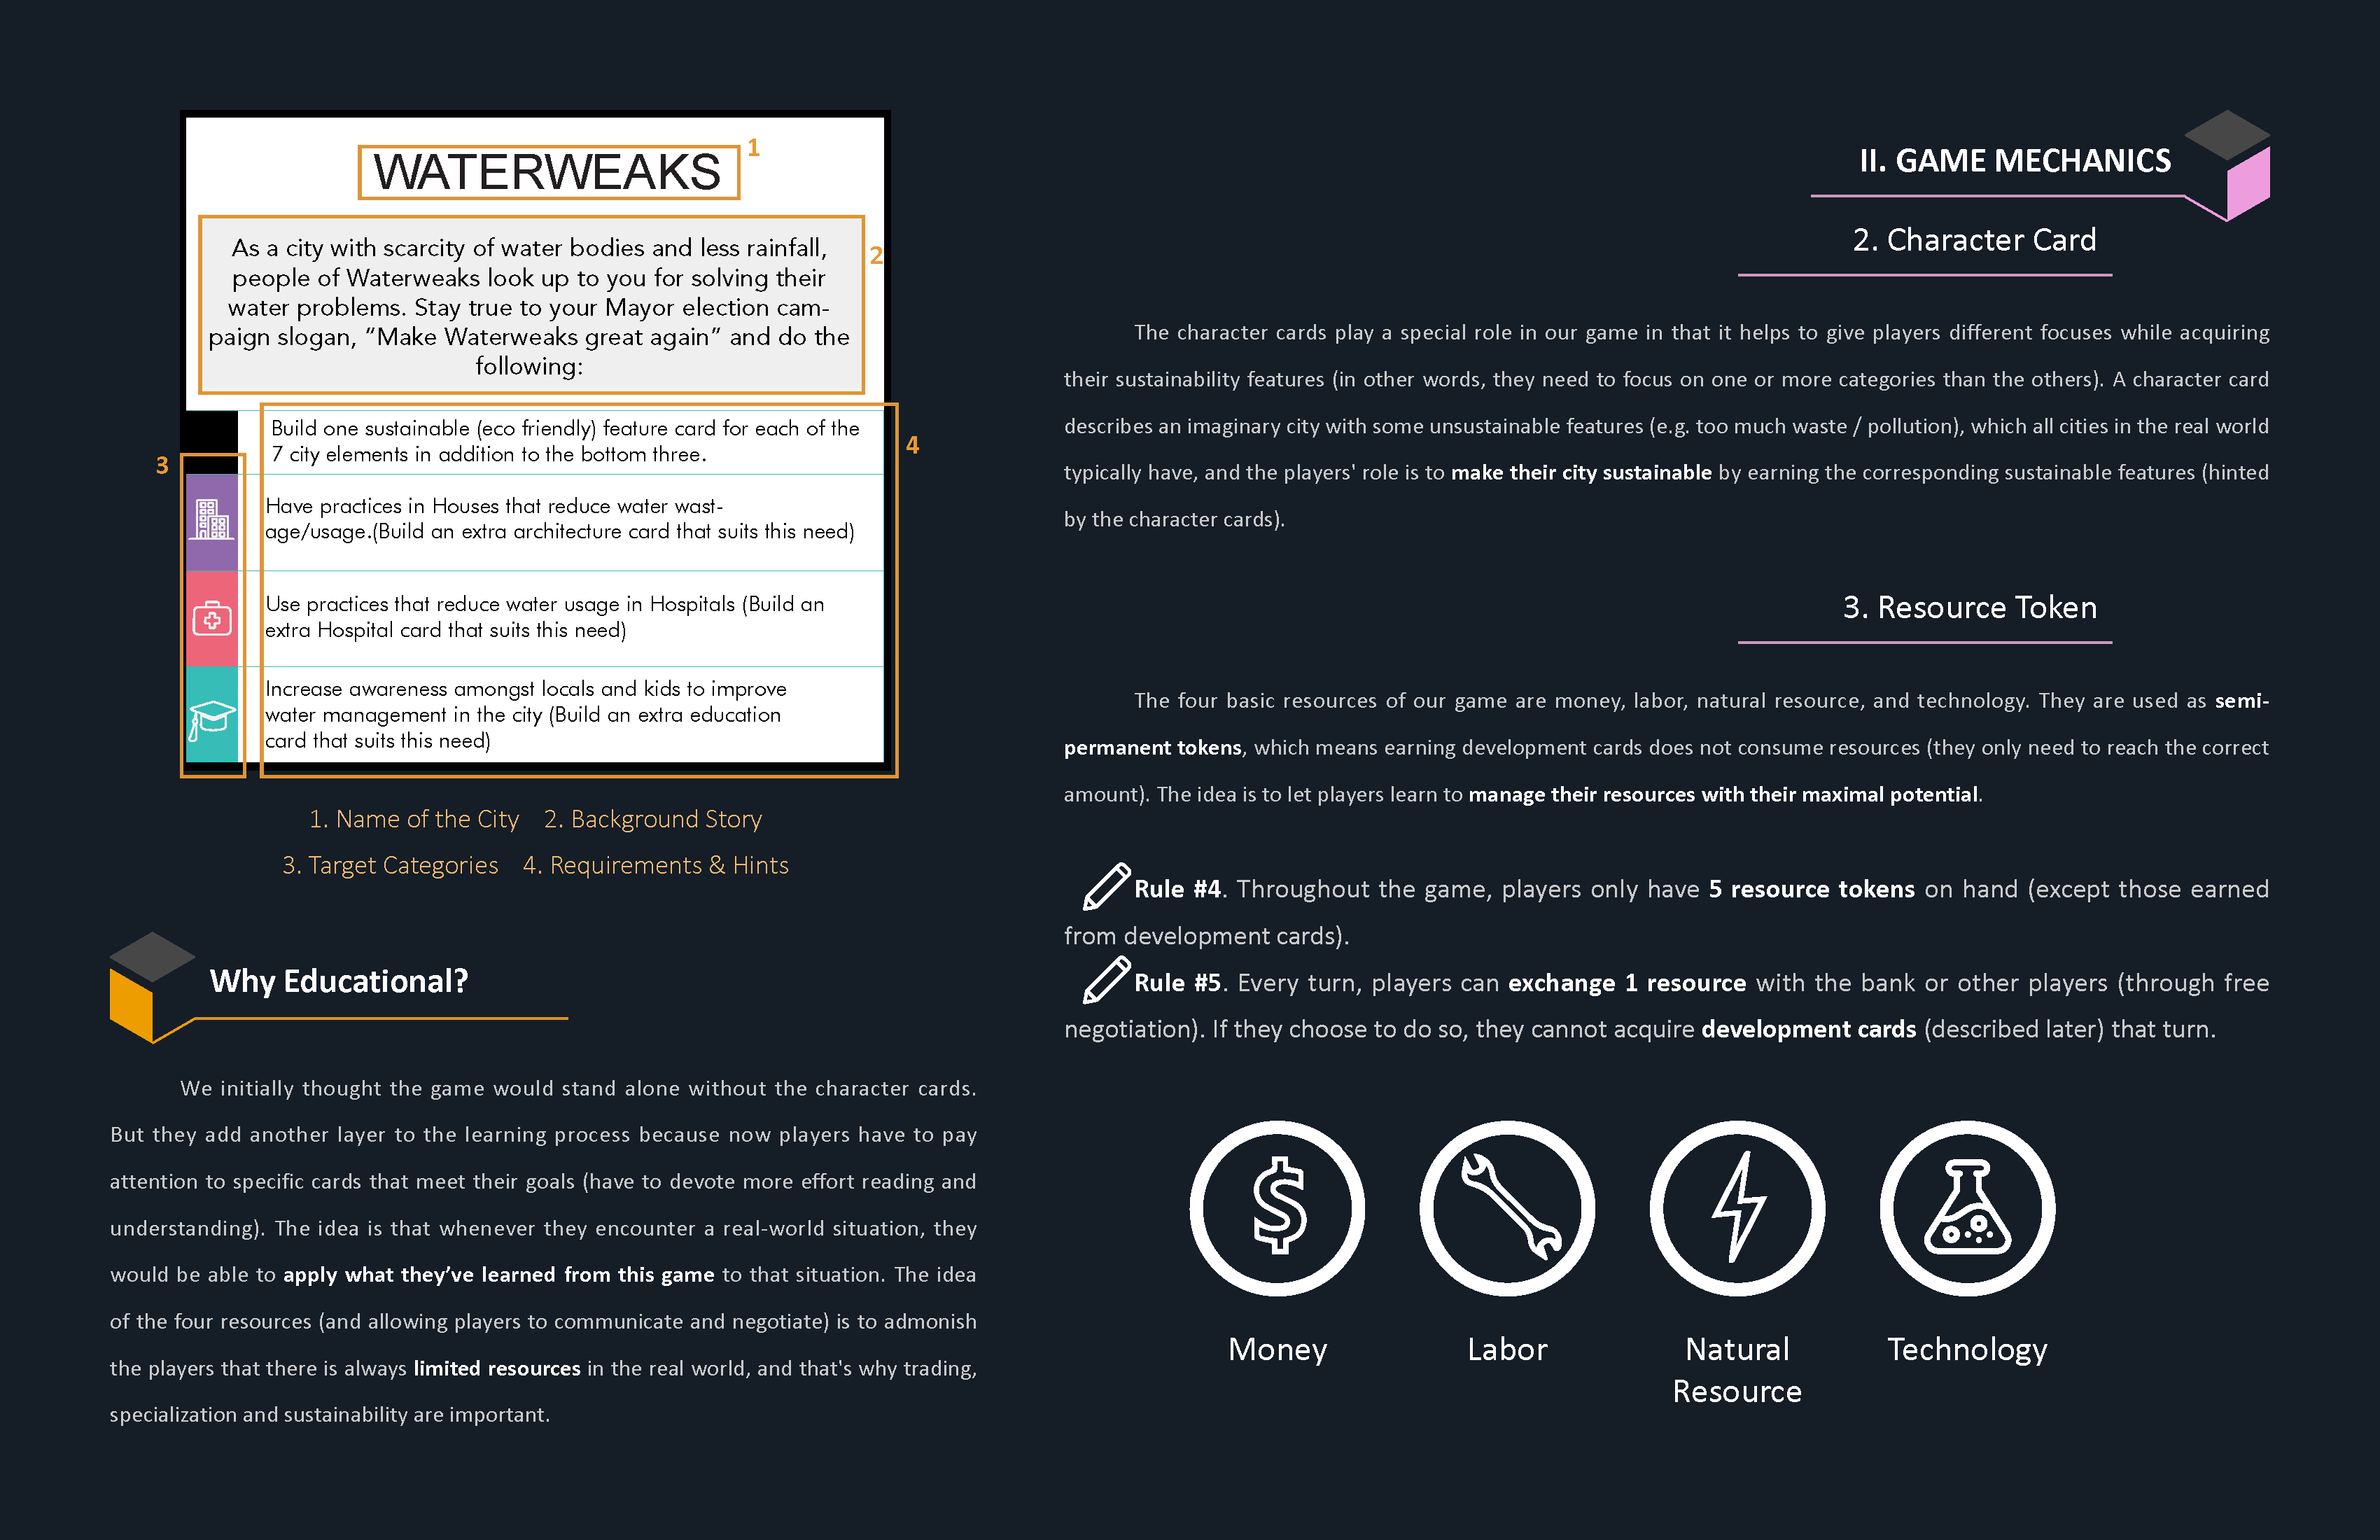 WATERWEAKS
1
As a city with scarcity of water bodies and less rainfall,
people of Waterweaks look up to you for solving their
water problems. Stay true to your Mayor election cam-
paign slogan, “Make Waterweaks great again” and do the
following:
2
Build one sustainable (eco friendly) feature card for each of the
7 city elements in addition to the bottom three.
3
4
Have practices in Houses that reduce water wast-
age/usage.(Build an extra architecture card that suits this need)
Use practices that reduce water usage in Hospitals (Build an
extra Hospital card that suits this need)
Increase awareness amongst locals and kids to improve
water management in the city (Build an extra education
card that suits this need)
1. Name of the City 2. Background Story
3. Target Categories 4. Requirements & Hints
Why Educational?
We initially thought the game would stand alone without the character cards.
But they add another layer to the learning process because now players have to pay
attention to specific cards that meet their goals (have to devote more effort reading and
understanding). The idea is that whenever they encounter a real-world situation, they
would be able to apply what they’ve learned from this game to that situation. The idea
of the four resources (and allowing players to communicate and negotiate) is to admonish
the players that there is always limited resources in the real world, and that's why trading,
specialization and sustainability are important.
II. GAME MECHANICS
2. Character Card
The character cards play a special role in our game in that it helps to give players different focuses while acquiring
their sustainability features (in other words, they need to focus on one or more categories than the others). A character card
describes an imaginary city with some unsustainable features (e.g. too much waste / pollution), which all cities in the real world
typically have, and the players' role is to make their city sustainable by earning the corresponding sustainable features (hinted
by the character cards).
3. Resource Token
The four basic resources of our game are money, labor, natural resource, and technology. They are used as semi-
permanent tokens, which means earning development cards does not consume resources (they only need to reach the correct
amount). The idea is to let players learn to manage their resources with their maximal potential.
Rule #4. Throughout the game, players only have 5 resource tokens on hand (except those earned
from development cards).
Rule #5. Every turn, players can exchange 1 resource with the bank or other players (through free
negotiation). If they choose to do so, they cannot acquire development cards (described later) that turn.
Money
Labor
Natural
Resource
Technology